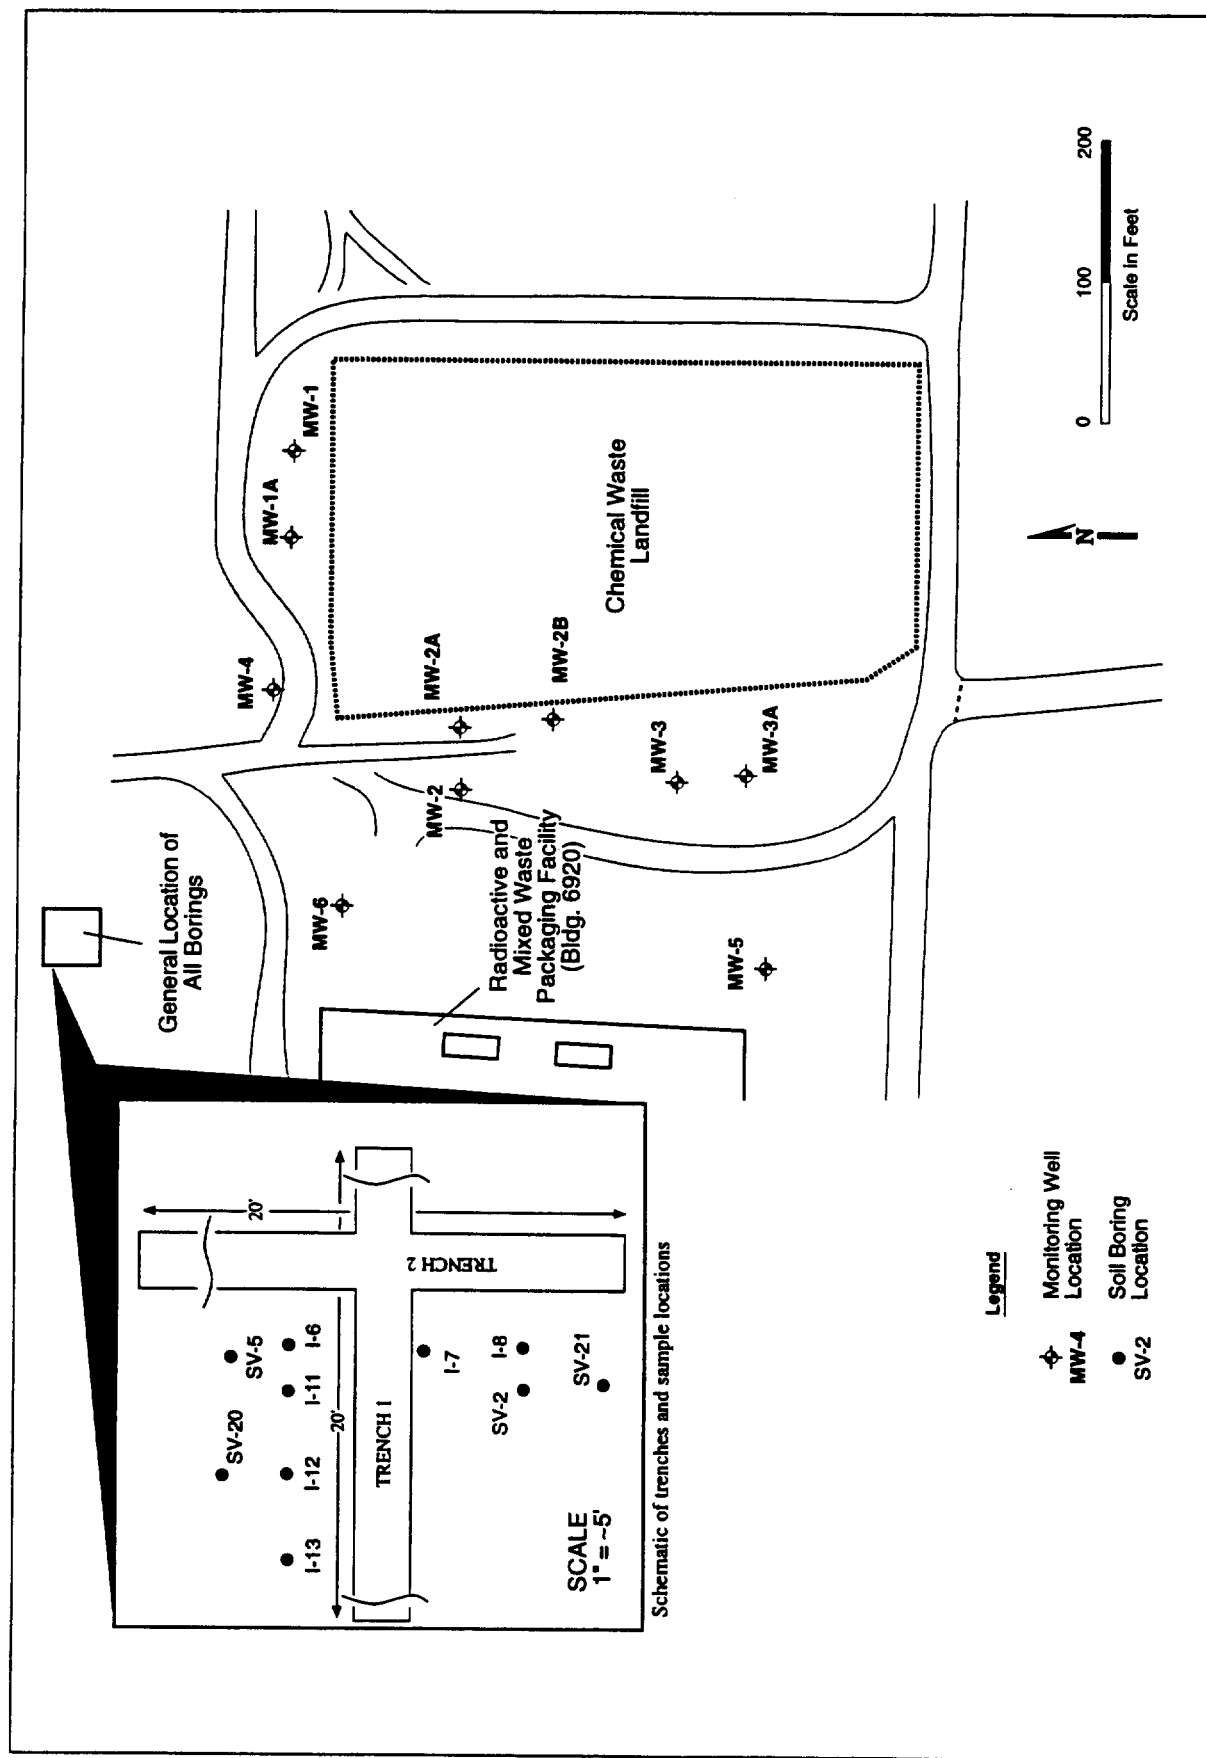 General Location of
All Borings
MW-4
MW-1A
MW-1
MW-6
MW-2
MW-2A
MW-2B
MW-3
MW-3A
MW-5
Radioactive and
Mixed Waste
Packaging Facility
(Bldg. 6920)
Chemical Waste
Landfill
SV-20
SV-5
I-13
I-12
I-11
I-6
20'
20'
TRENCH 1
TRENCH 2
I-7
SV-2
I-8
SV-21
SCALE
1" = ~5'
Schematic of trenches and sample locations
Legend
MW-4
Monitoring Well
Location
SV-2
Soil Boring
Location
N
0
100
200
Scale in Feet